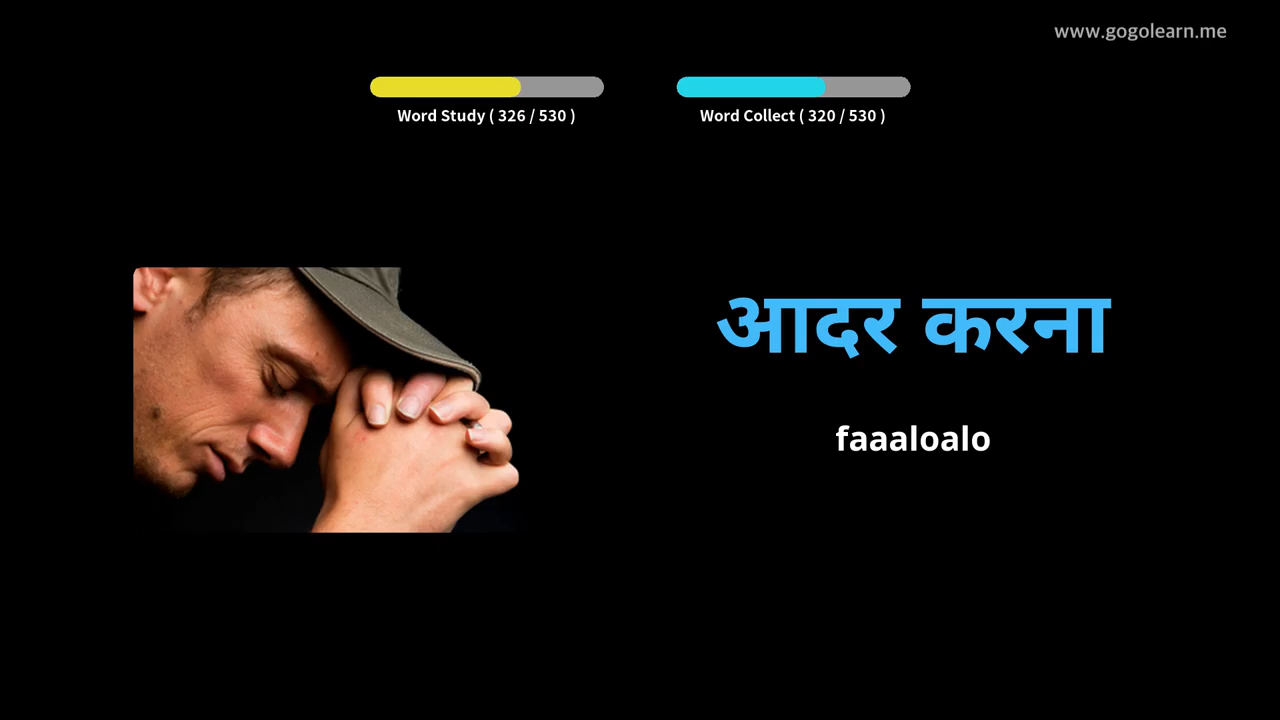 www.gogolearn.me
Word Study ( 326 / 530 )
Word Collect ( 320 / 530 )
आदर करना
faaaloalo